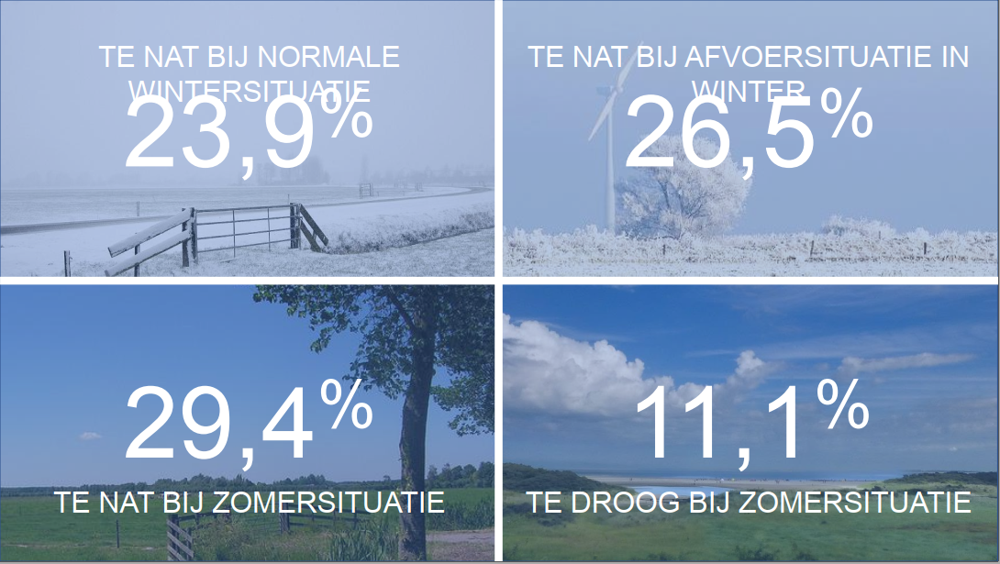 TE NAT BIJ NORMALE
WINTERSITUATIE
23,9%
TE NAT BIJ AFVOERSITUATIE IN
WINTER
26,5%
29,4%
TE NAT BIJ ZOMERSITUATIE
11,1%
TE DROOG BIJ ZOMERSITUATIE